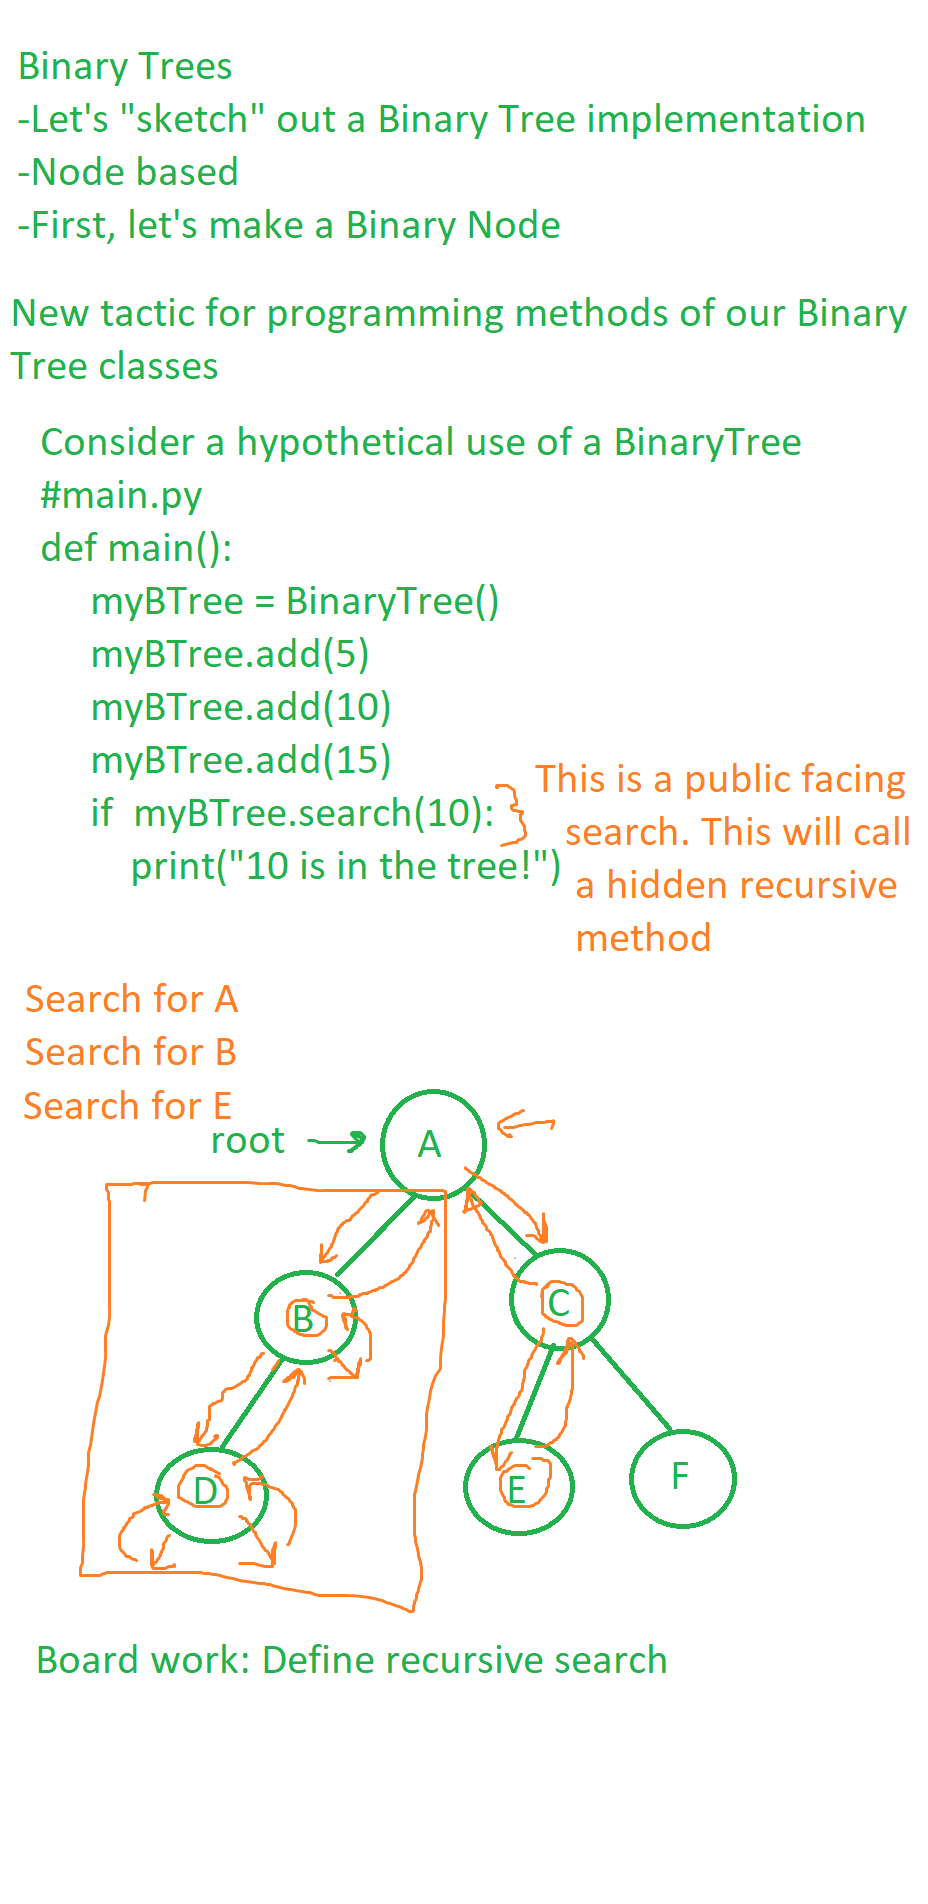 Binary Trees
-Let's "sketch" out a Binary Tree implementation
-Node based
-First, let's make a Binary Node
New tactic for programming methods of our Binary
Tree classes
Consider a hypothetical use of a BinaryTree
#main.py
def main():
myBTree = BinaryTree()
myBTree.add(5)
myBTree.add(10)
myBTree.add(15)
if  myBTree.search(10):
print("10 is in the tree!")
This is a public facing
search. This will call
a hidden recursive
method
Search for A
Search for B
Search for E
root
A
B
C
D
E
F
Board work: Define recursive search